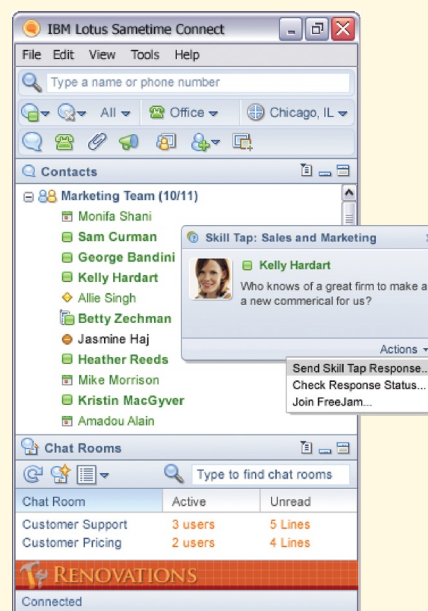 IBM Lotus Sametime Connect
File Edit View Tools Help
Type a name or phone number
All Office Chicago, IL
Contacts
Marketing Team (10/11)
Monifa Shani
Sam Curman
George Bandini
Kelly Hardart
Allie Singh
Betty Zechman
Jasmine Haj
Heather Reeds
Mike Morrison
Kristin MacGyver
Amadou Alain
Skill Tap: Sales and Marketing
Kelly Hardart
Who knows of a great firm to make a
a new commerical for us?
Actions
Send Skill Tap Response...
Check Response Status...
Join FreeJam...
Chat Rooms
Type to find chat rooms
Chat Room Active Unread
Customer Support 3 users 5 Lines
Customer Pricing 2 users 4 Lines
RENOVATIONS
Connected